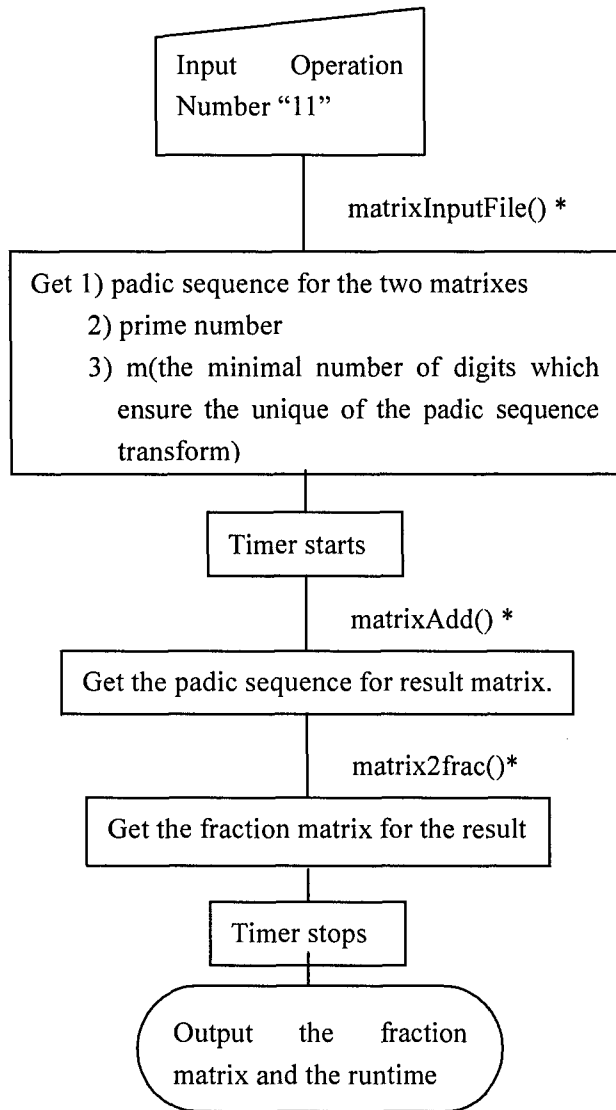 Input Operation
Number “11”
matrixInputFile() *
Get 1) padic sequence for the two matrixes
2) prime number
3) m(the minimal number of digits which
ensure the unique of the padic sequence
transform)
Timer starts
matrixAdd() *
Get the padic sequence for result matrix.
matrix2frac()*
Get the fraction matrix for the result
Timer stops
Output the fraction
matrix and the runtime